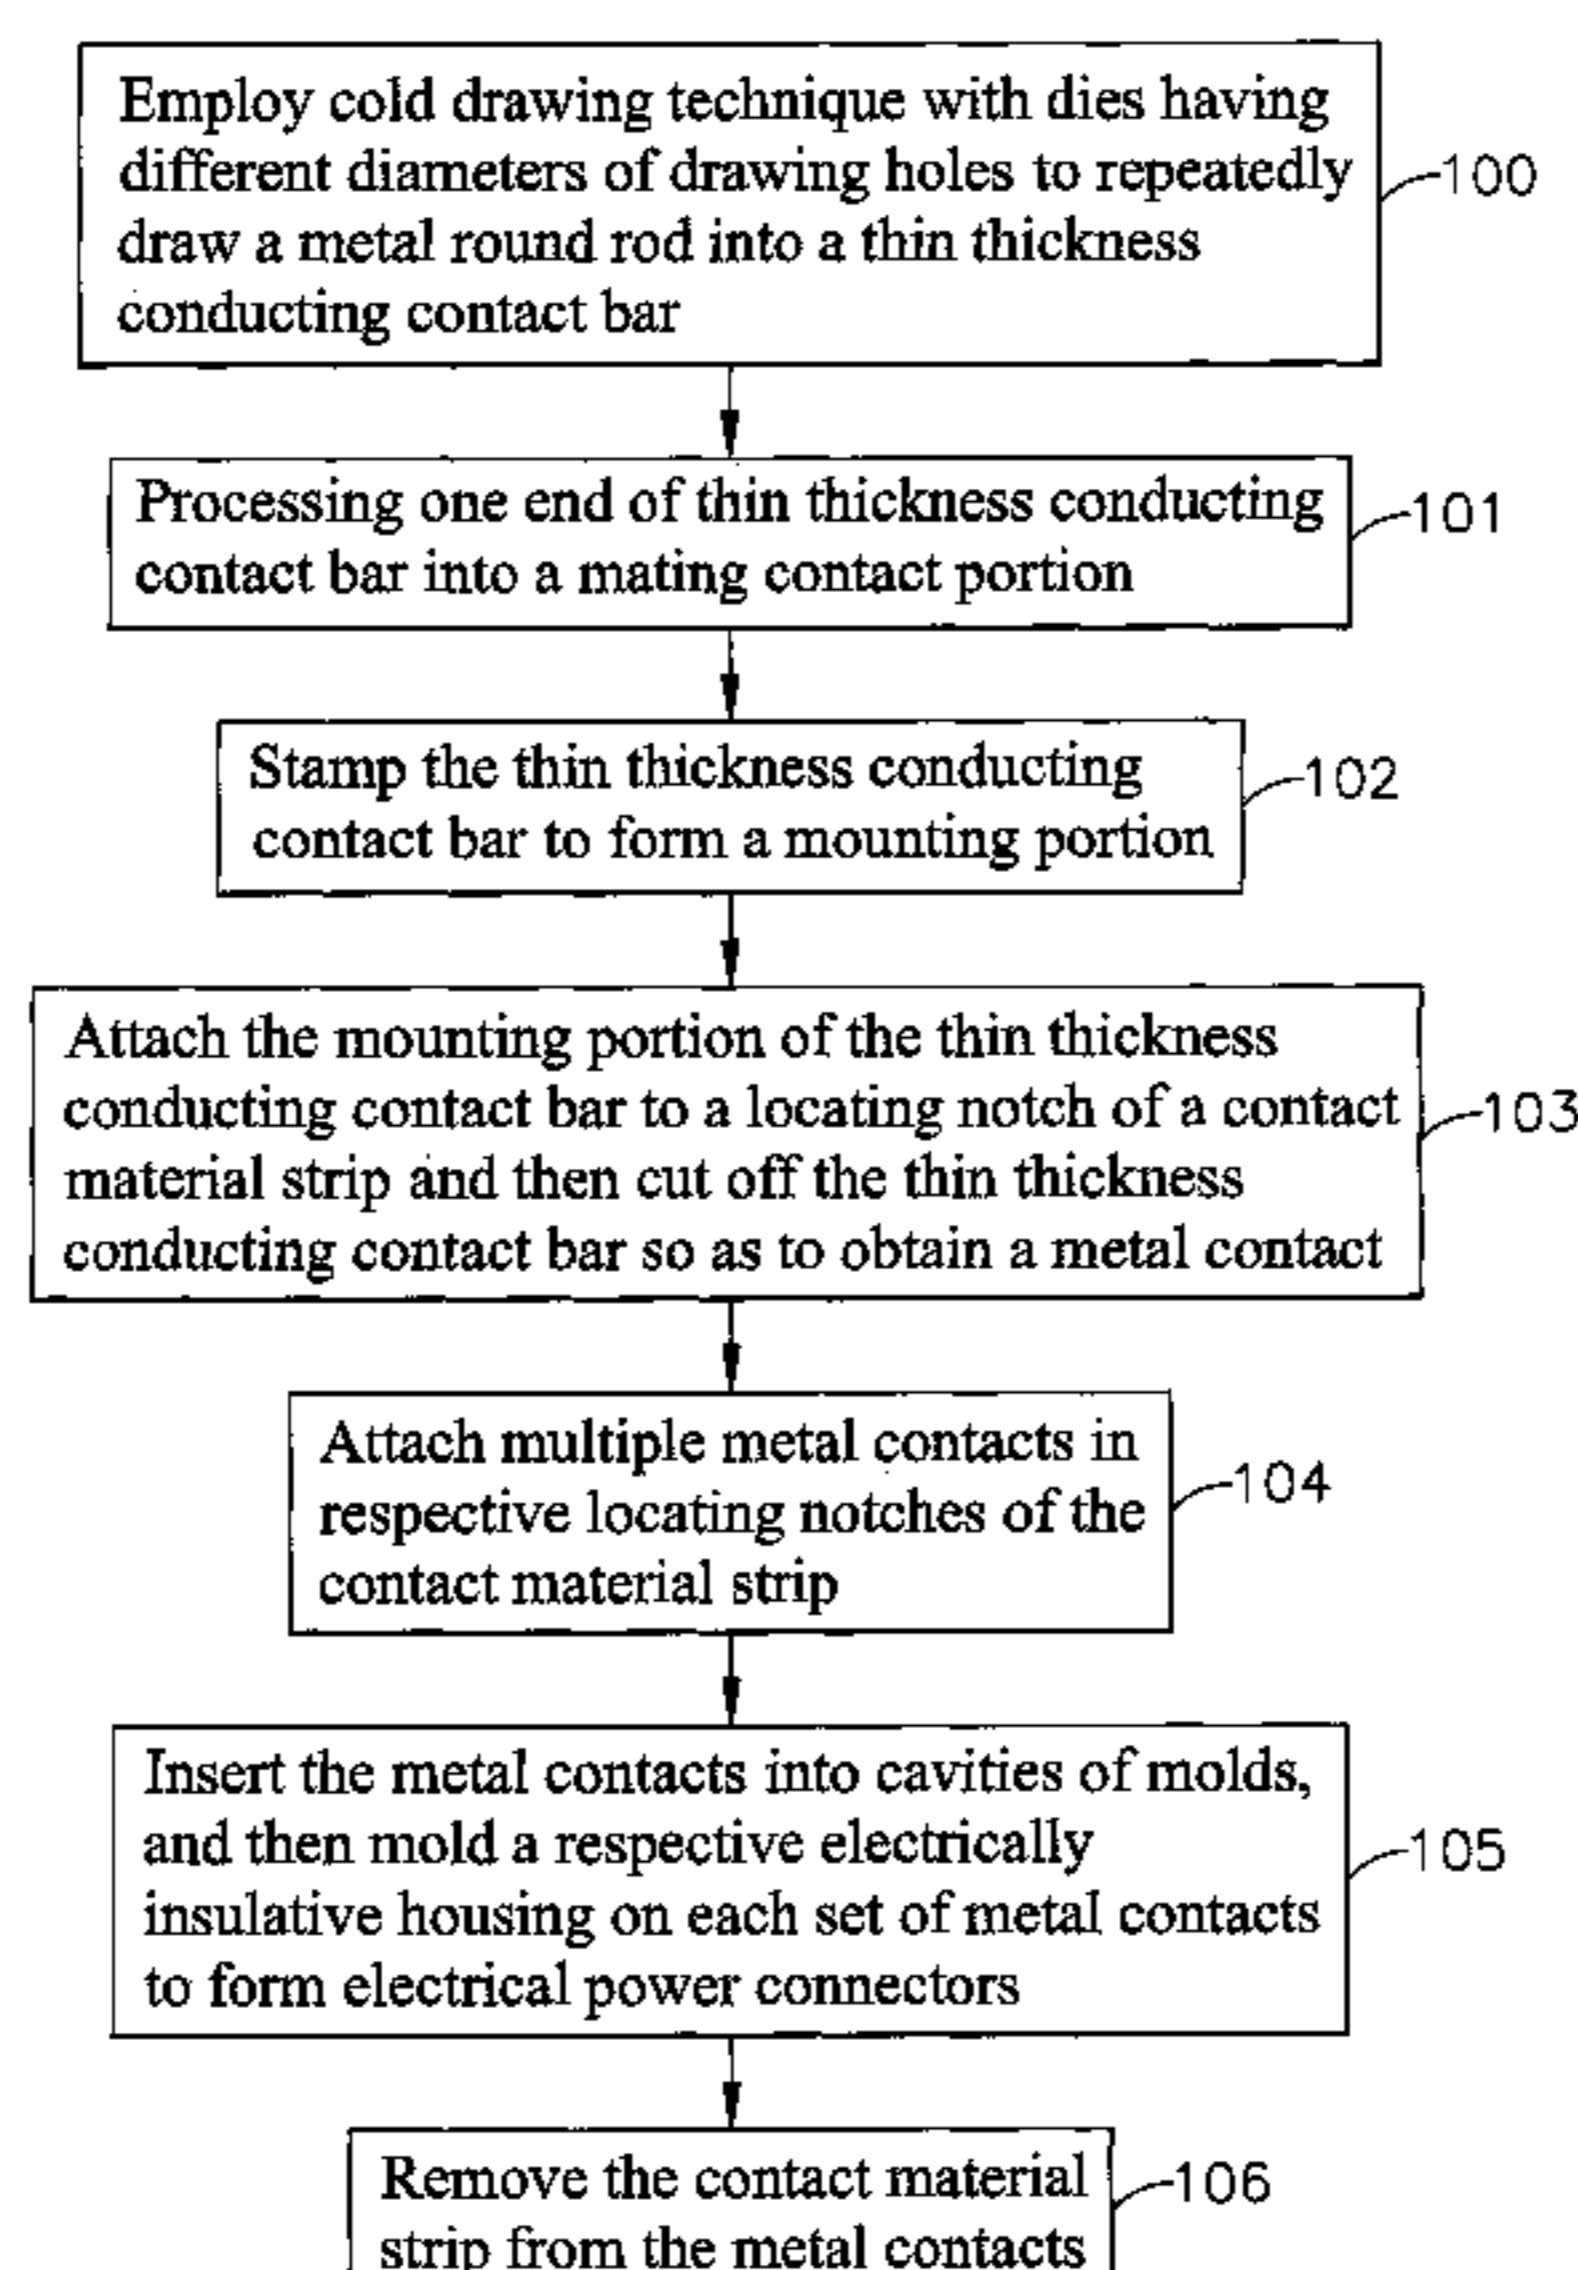 Employ cold drawing technique with dies having
different diameters of drawing holes to repeatedly
draw a metal round rod into a thin thickness
conducting contact bar
100
Processing one end of thin thickness conducting
contact bar into a mating contact portion
101
Stamp the thin thickness conducting
contact bar to form a mounting portion
102
Attach the mounting portion of the thin thickness
conducting contact bar to a locating notch of a contact
material strip and then cut off the thin thickness
conducting contact bar so as to obtain a metal contact
103
Attach multiple metal contacts in
respective locating notches of the
contact material strip
104
Insert the metal contacts into cavities of molds,
and then mold a respective electrically
insulative housing on each set of metal contacts
to form electrical power connectors
105
Remove the contact material
strip from the metal contacts
106